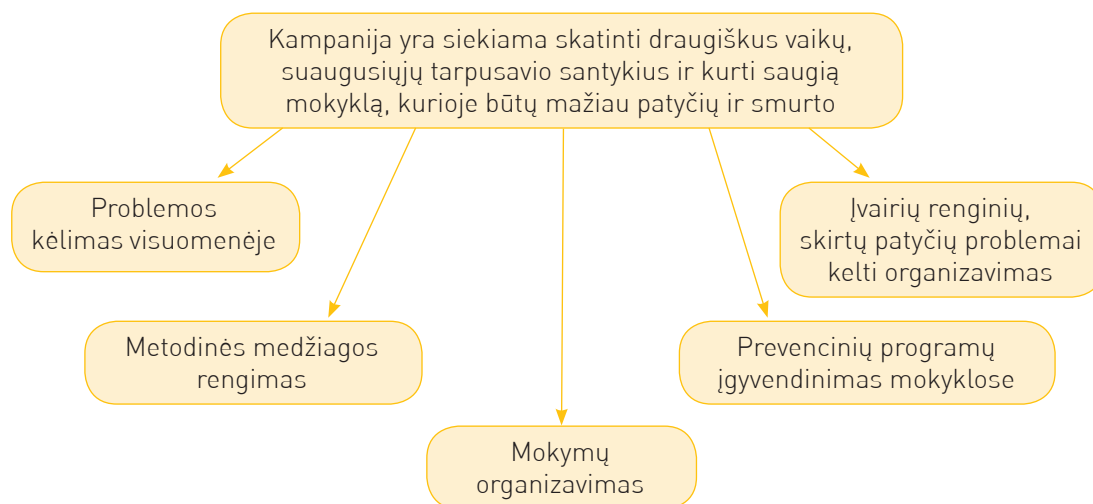 Kampanija yra siekiama skatinti draugiškus vaikų,
suaugusiųjų tarpusavio santykius ir kurti saugią
mokyklą, kurioje būtų mažiau patyčių ir smurto
Problemos
kėlimas visuomenėje
Įvairių renginių,
skirtų patyčių problemai
kelti organizavimas
Metodinės medžiagos
rengimas
Prevencinių programų
įgyvendinimas mokyklose
Mokymų
organizavimas